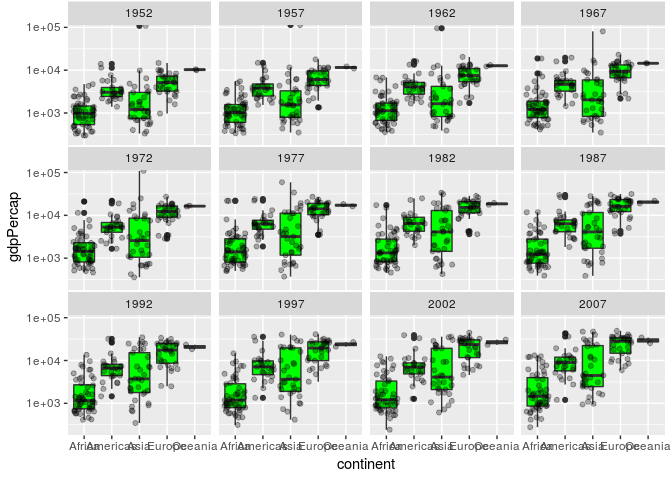 1952 1957 1962 1967
1e+05
1e+04
1e+03
1972 1977 1982 1987
1e+05
1e+04
1e+03
1992 1997 2002 2007
1e+05
1e+04
1e+03
gdpPercap
Africa Americas Asia Europe Oceania Africa Americas Asia Europe Oceania Africa Americas Asia Europe Oceania Africa Americas Asia Europe Oceania
continent